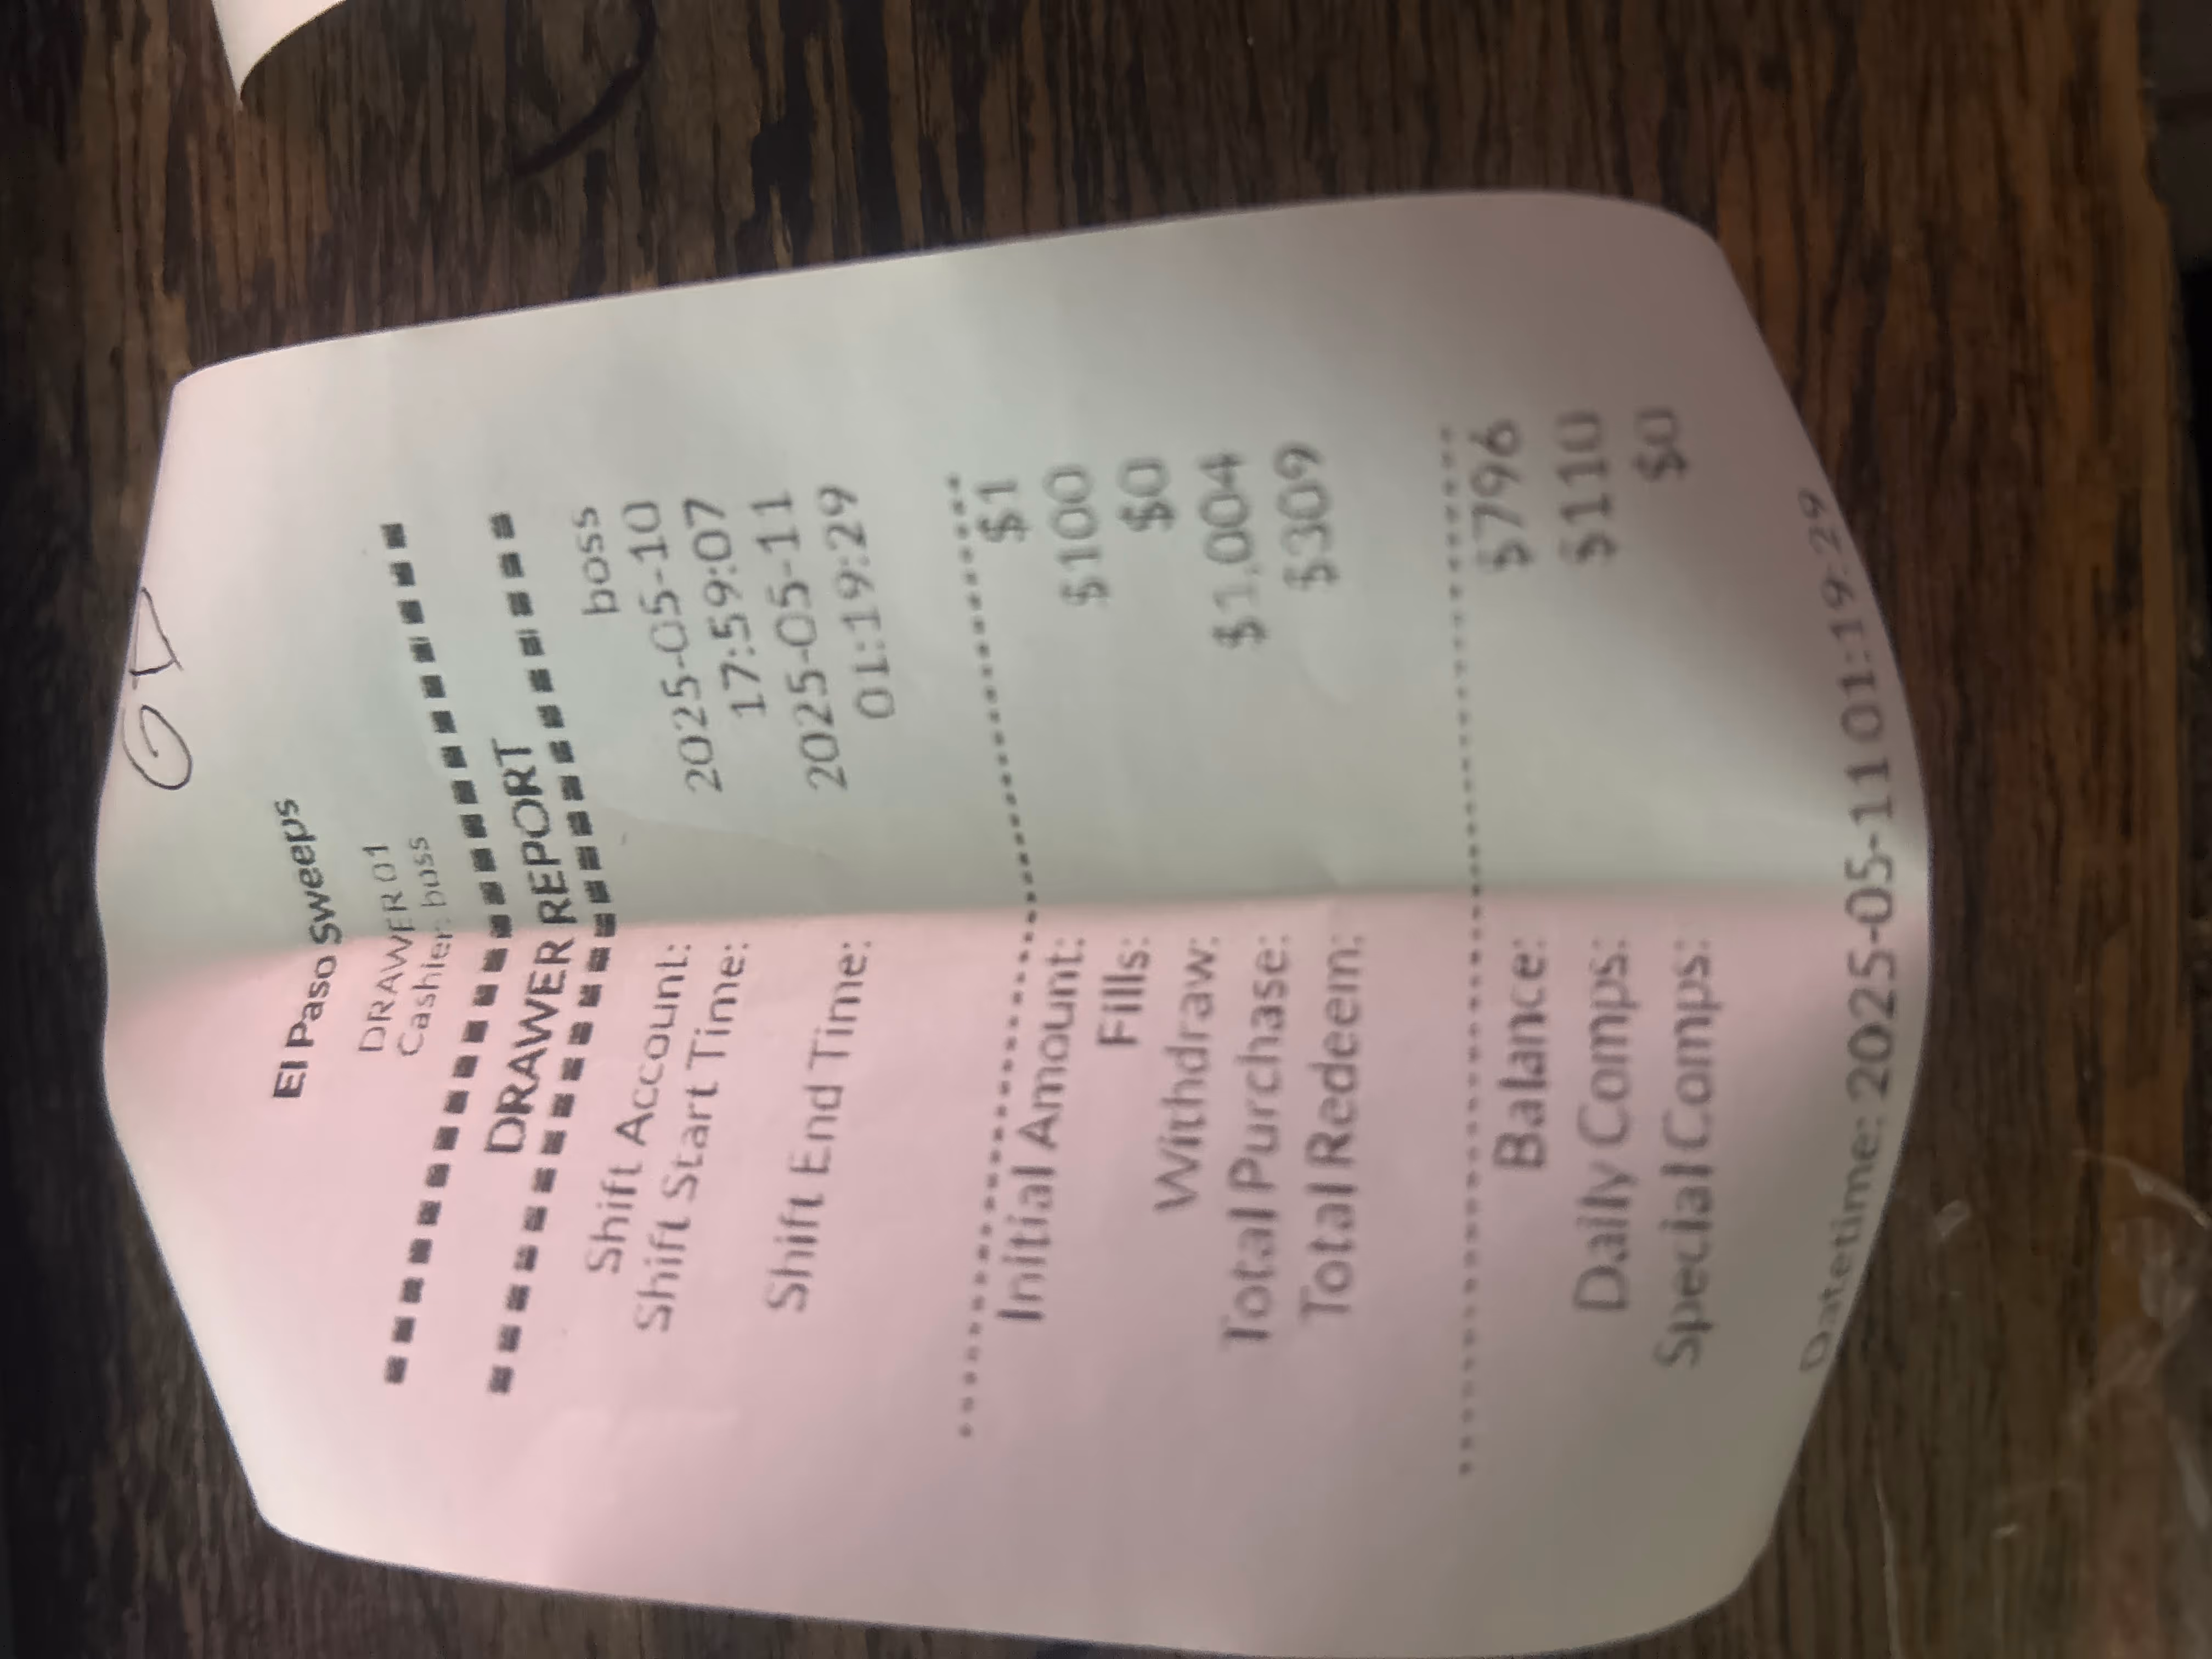 GD
El Paso Sweeps
DRAWER 01
Cashier: boss
DRAWER REPORT
Shift Account: boss
Shift Start Time: 2025-05-10
17:59:07
Shift End Time: 2025-05-11
01:19:29
Initial Amount: $1
Fills: $100
Withdraw: $0
Total Purchase: $1,004
Total Redeem: $309
Balance: $796
Daily Comps: $110
Special Comps: $0
Datetime: 2025-05-11 01:19:29